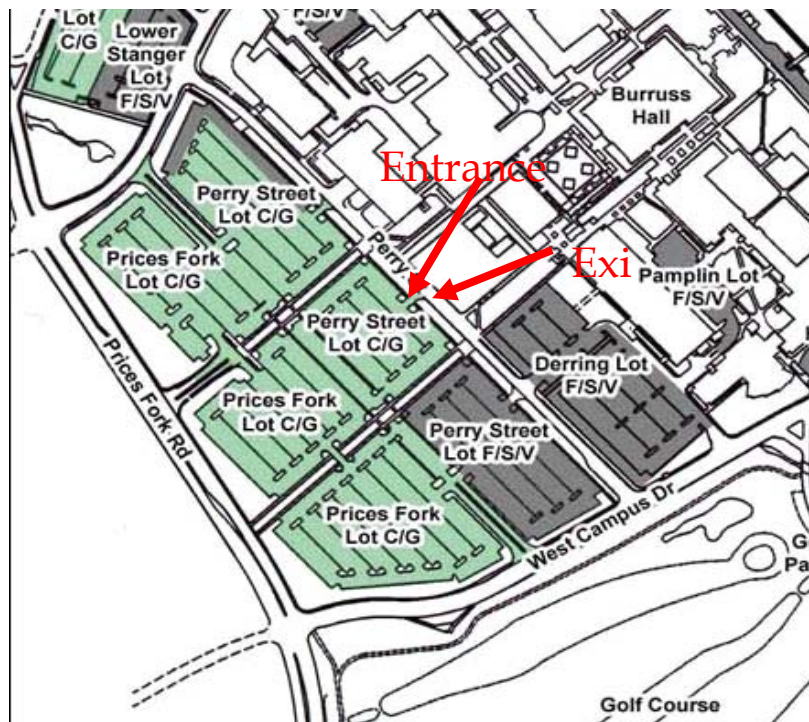 Lot
C/G
Lower
Stanger
Lot
F/S/V
F/S/V
Burruss
Hall
Entrance
Perry Street
Lot C/G
Perry
Exi
Prices Fork
Lot C/G
Pamplin Lot
F/S/V
Perry Street
Lot C/G
Derring Lot
F/S/V
Prices Fork Rd
Prices Fork
Lot C/G
Perry Street
Lot F/S/V
Prices Fork
Lot C/G
West Campus Dr
G
Pa
Golf Course